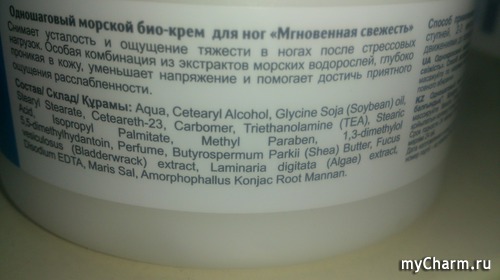 Одношаговый морской био-крем для ног «Мгновенная свежесть»
Снимает усталость и ощущение тяжести в ногах после стрессовых
нагрузок. Особая комбинация из экстрактов морских водорослей, глубоко
проникая в кожу, уменьшает напряжение и помогает достичь приятного
ощущения расслабленности.
Состав/ Склад/ Құрамы: Aqua, Cetearyl Alcohol, Glycine Soja (Soybean) oil,
Stearyl Stearate, Ceteareth-23, Carbomer, Triethanolamine (TEA), Stearic
Acid, Isopropyl Palmitate, Methyl Paraben, 1,3-dimethylol
5,5-dimethylhydantoin, Perfume, Butyrospermum Parkii (Shea) Butter, Fucus
vesiculosus (Bladderwrack) extract, Laminaria digitata (Algae) extract,
Disodium EDTA, Maris Sal, Amorphophallus Konjac Root Mannan.
Способ
ступней,
движениями
UA
KZ
myCharm.ru